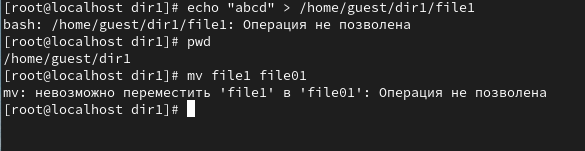 [root@localhost dir1]# echo "abcd" > /home/guest/dir1/file1
bash: /home/guest/dir1/file1: Операция не позволена
[root@localhost dir1]# pwd
/home/guest/dir1
[root@localhost dir1]# mv file1 file01
mv: невозможно переместить 'file1' в 'file01': Операция не позволена
[root@localhost dir1]#